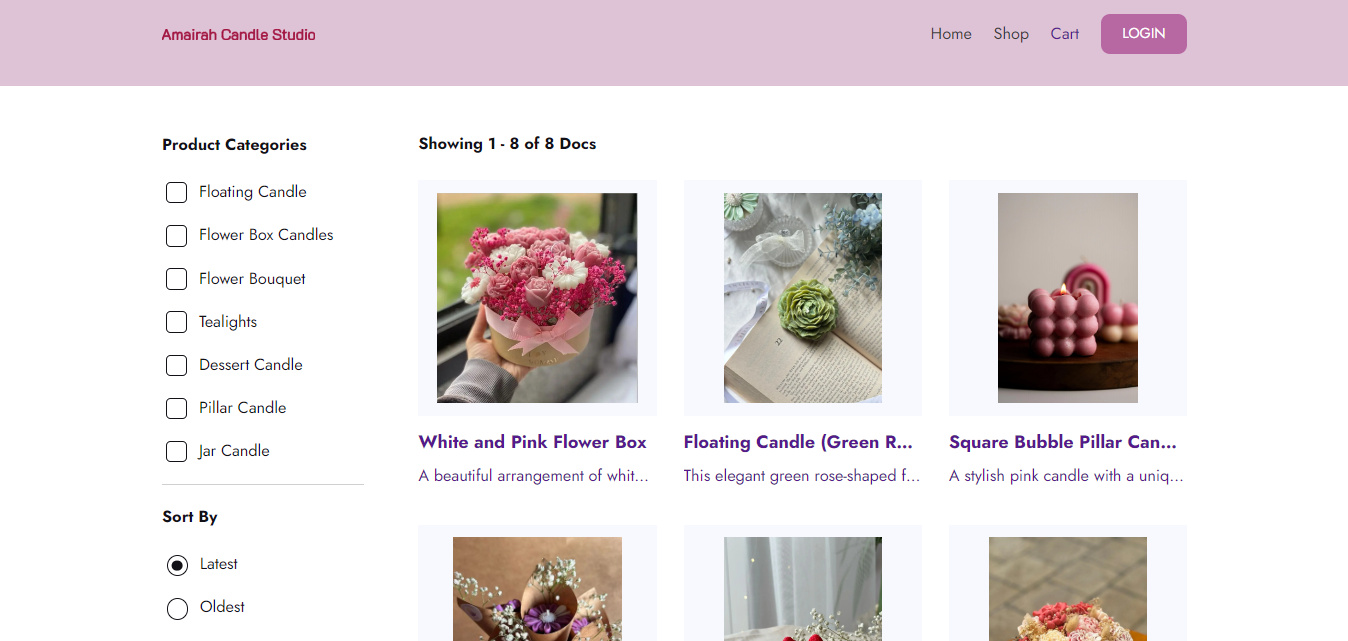 Amairah Candle Studio
Home
Shop
Cart
LOGIN
Product Categories
Floating Candle
Flower Box Candles
Flower Bouquet
Tealights
Dessert Candle
Pillar Candle
Jar Candle
Sort By
Latest
Oldest
Showing 1 - 8 of 8 Docs
White and Pink Flower Box
A beautiful arrangement of whit...
Floating Candle (Green R...
This elegant green rose-shaped f...
Square Bubble Pillar Can...
A stylish pink candle with a uniq...